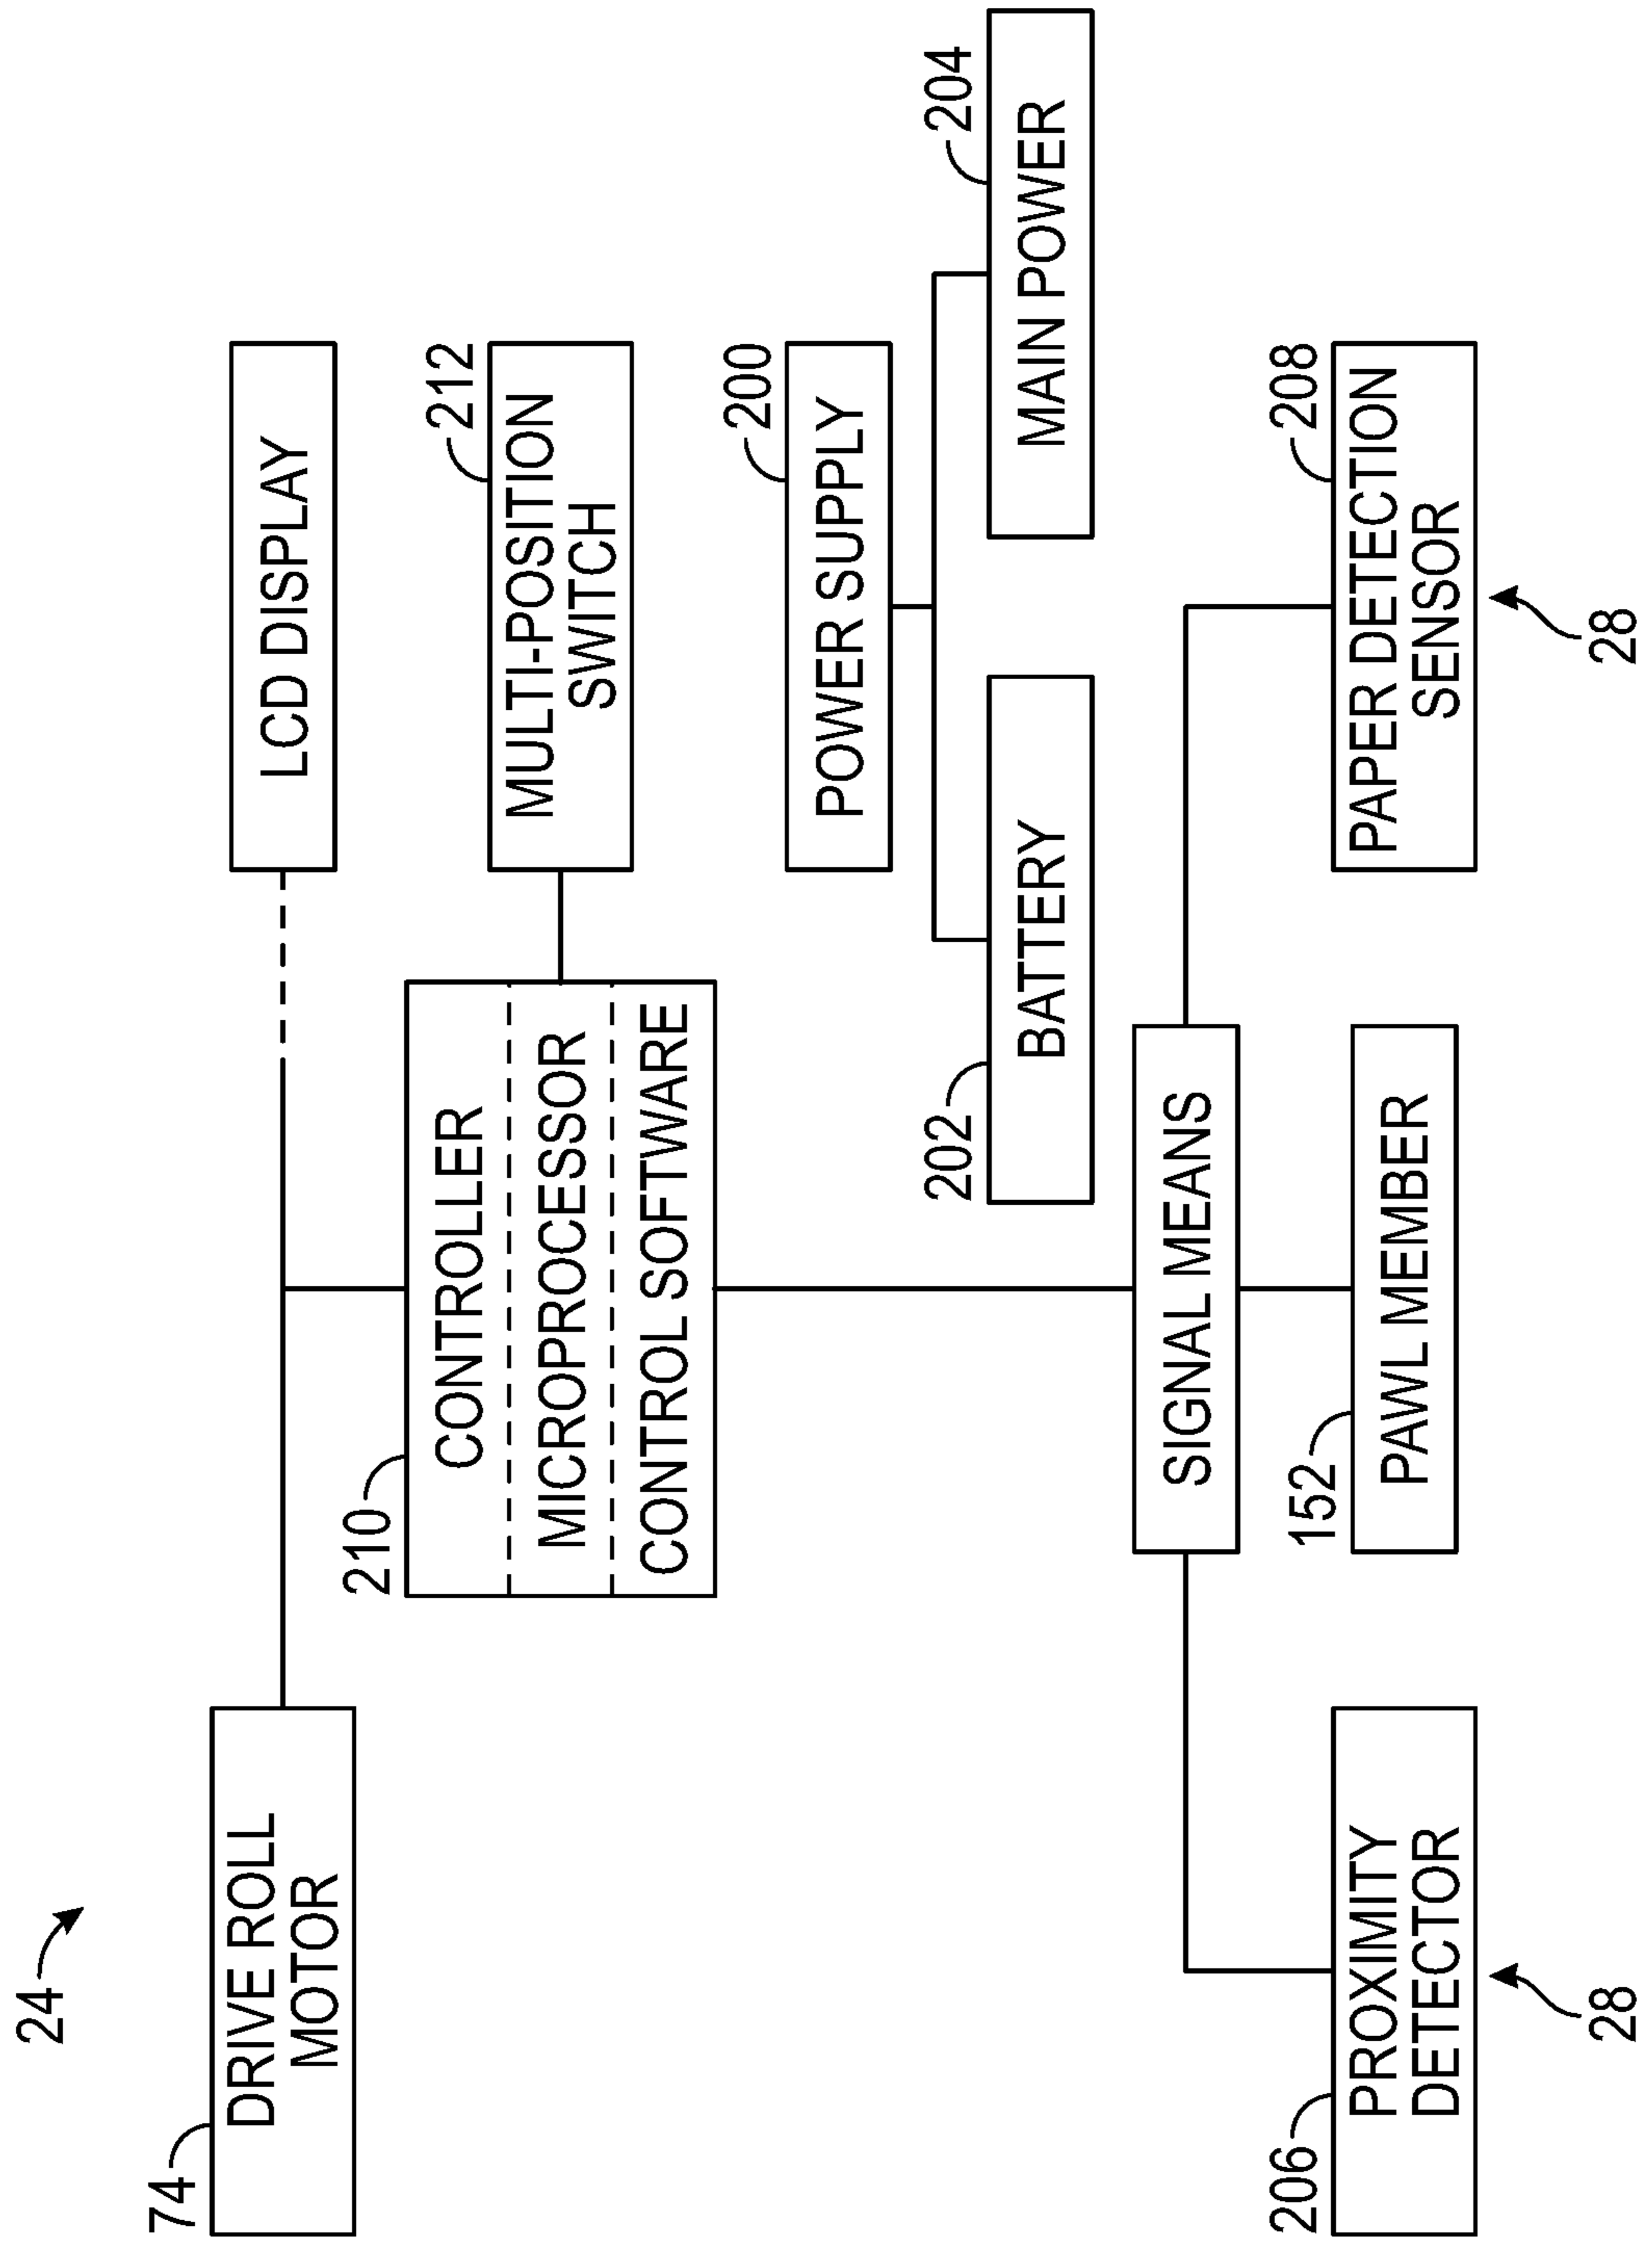 24
74
DRIVE ROLL
MOTOR
LCD DISPLAY
210
CONTROLLER
MICROPROCESSOR
CONTROL SOFTWARE
212
MULTI-POSITION
SWITCH
200
POWER SUPPLY
202
BATTERY
204
MAIN POWER
SIGNAL MEANS
206
PROXIMITY
DETECTOR
28
152
PAWL MEMBER
208
PAPER DETECTION
SENSOR
28